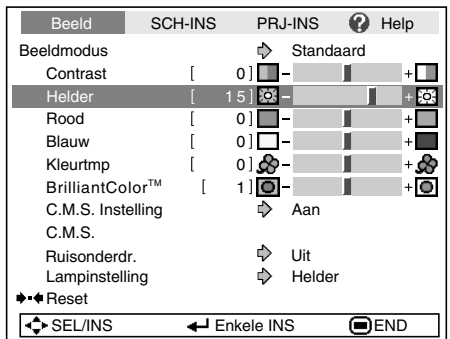 Beeld SCH-INS PRJ-INS Help
Beeldmodus Standaard
Contrast [ 0] - +
Helder [ 15] - +
Rood [ 0] - +
Blauw [ 0] - +
Kleurtmp [ 0] - +
BrilliantColor™ [ 1] - +
C.M.S. Instelling Aan
C.M.S.
Ruisonderdr. Uit
Lampinstelling Helder
Reset
SEL/INS Enkele INS END